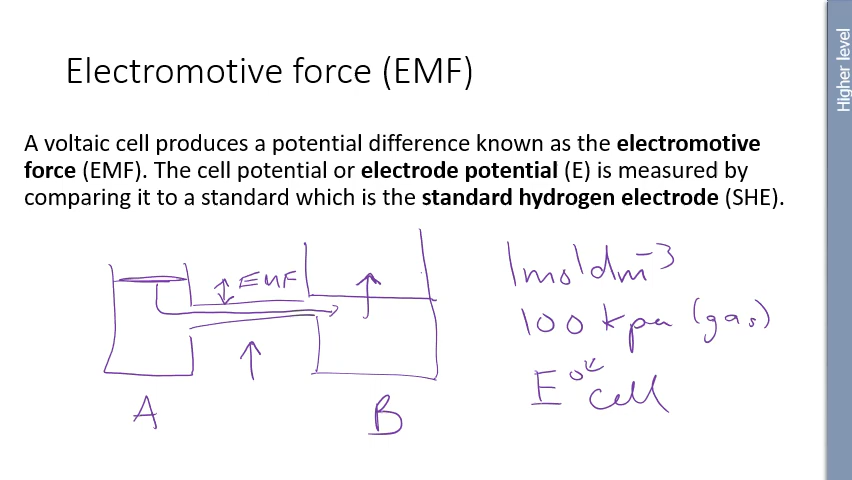 Electromotive force (EMF)
A voltaic cell produces a potential difference known as the electromotive
force (EMF). The cell potential or electrode potential (E) is measured by
comparing it to a standard which is the standard hydrogen electrode (SHE).
EMF
A
B
1 mol dm⁻³
100 kpa (gas)
E° cell
Higher level